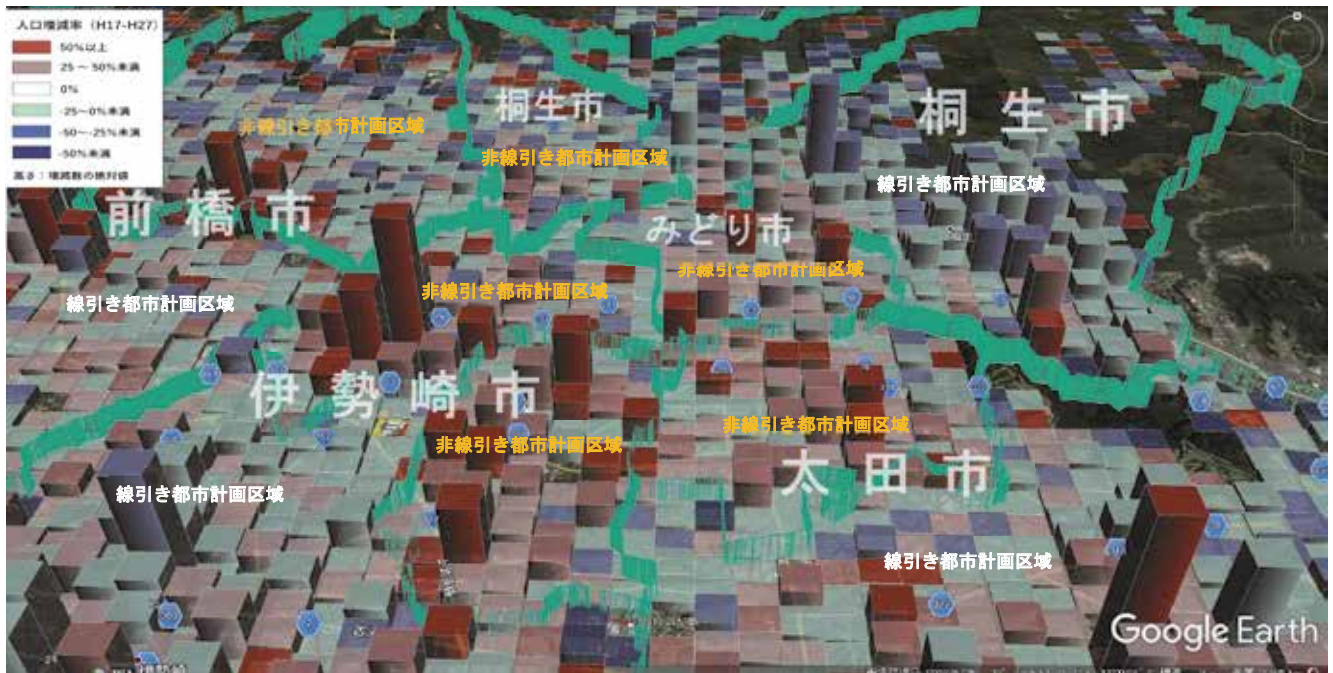 人口増減率(H17-H27)
50%以上
25~50%未満
0%
-25~0%未満
-50~-25%未満
-50%未満
高さ:増減数の絶対値
桐生市
桐生市
非線引き都市計画区域
非線引き都市計画区域
線引き都市計画区域
前橋市
みどり市
非線引き都市計画区域
線引き都市計画区域
非線引き都市計画区域
伊勢崎市
非線引き都市計画区域
非線引き都市計画区域
太田市
線引き都市計画区域
線引き都市計画区域
Google Earth